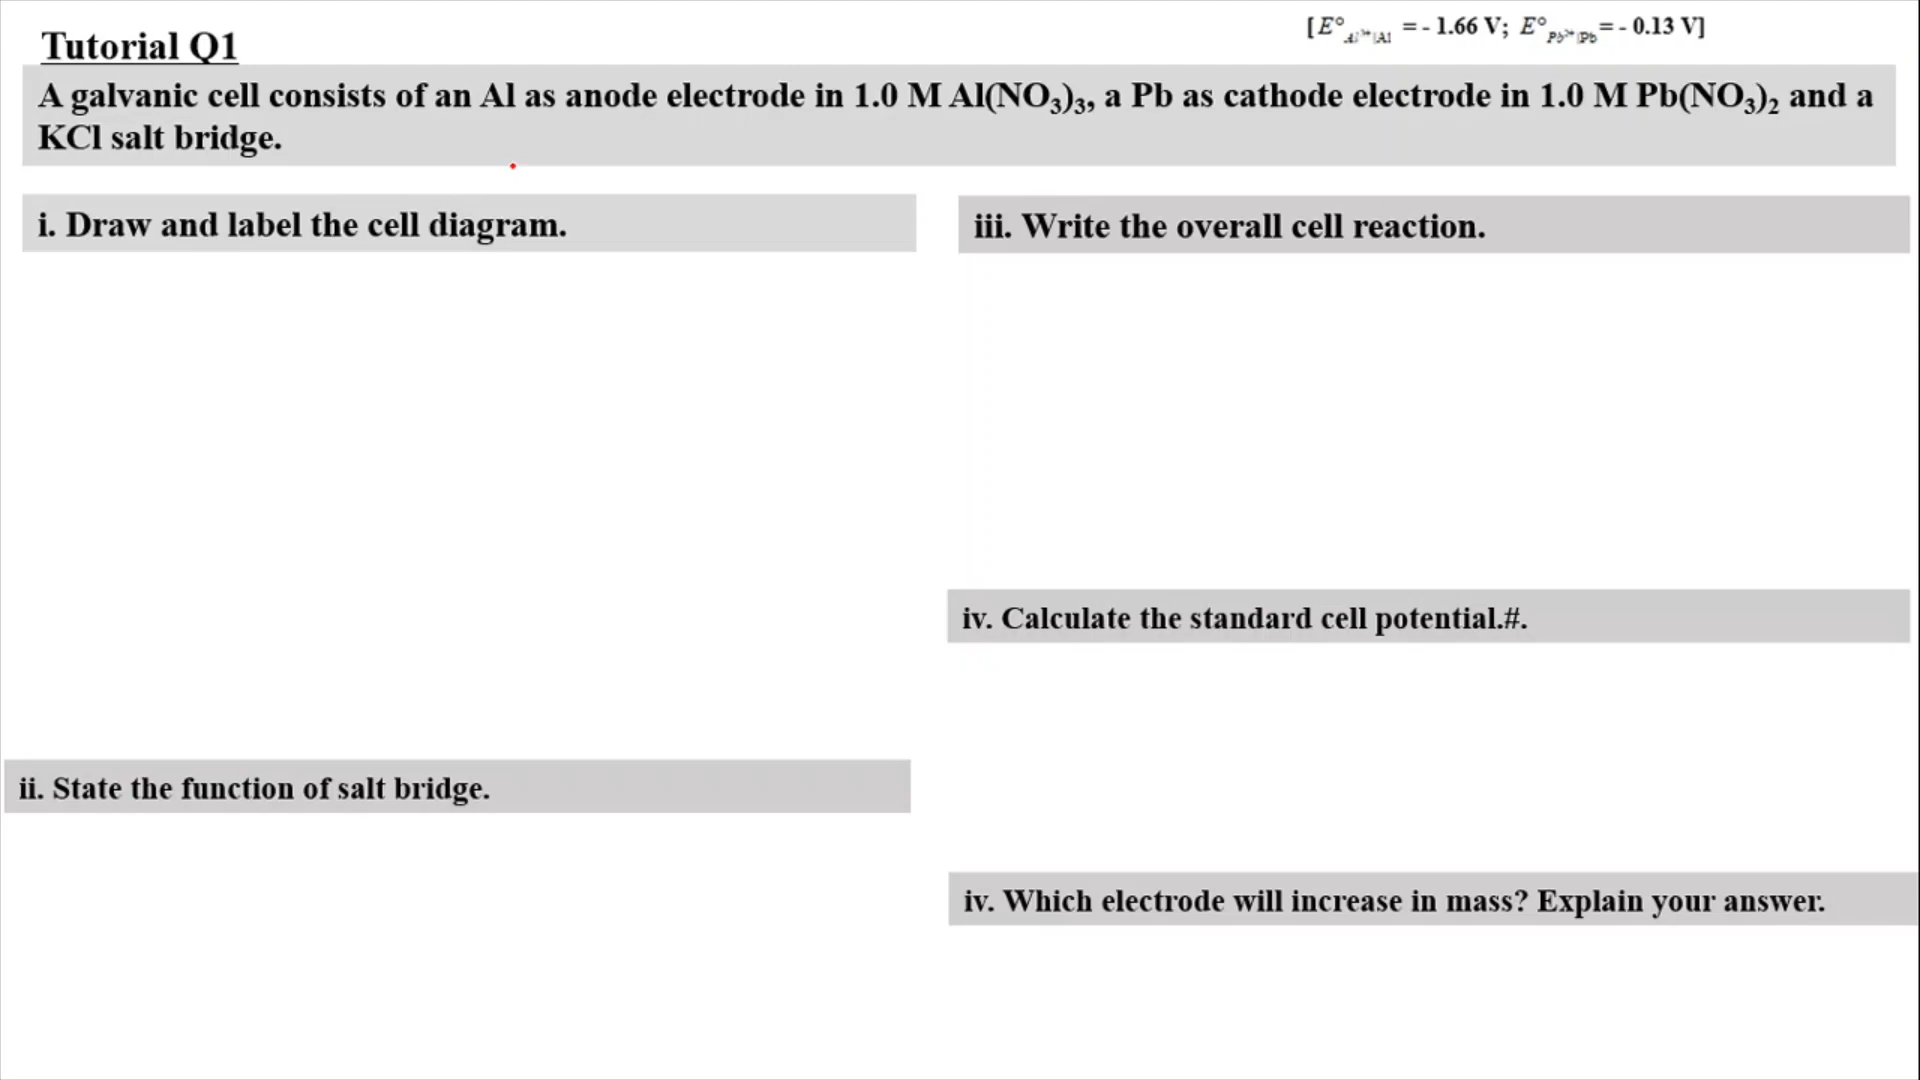 Tutorial Q1
[E°Al³⁺|Al = - 1.66 V; E°Pb²⁺|Pb = - 0.13 V]
A galvanic cell consists of an Al as anode electrode in 1.0 M Al(NO₃)₃, a Pb as cathode electrode in 1.0 M Pb(NO₃)₂ and a
KCl salt bridge.
i. Draw and label the cell diagram.
ii. State the function of salt bridge.
iii. Write the overall cell reaction.
iv. Calculate the standard cell potential.#.
iv. Which electrode will increase in mass? Explain your answer.